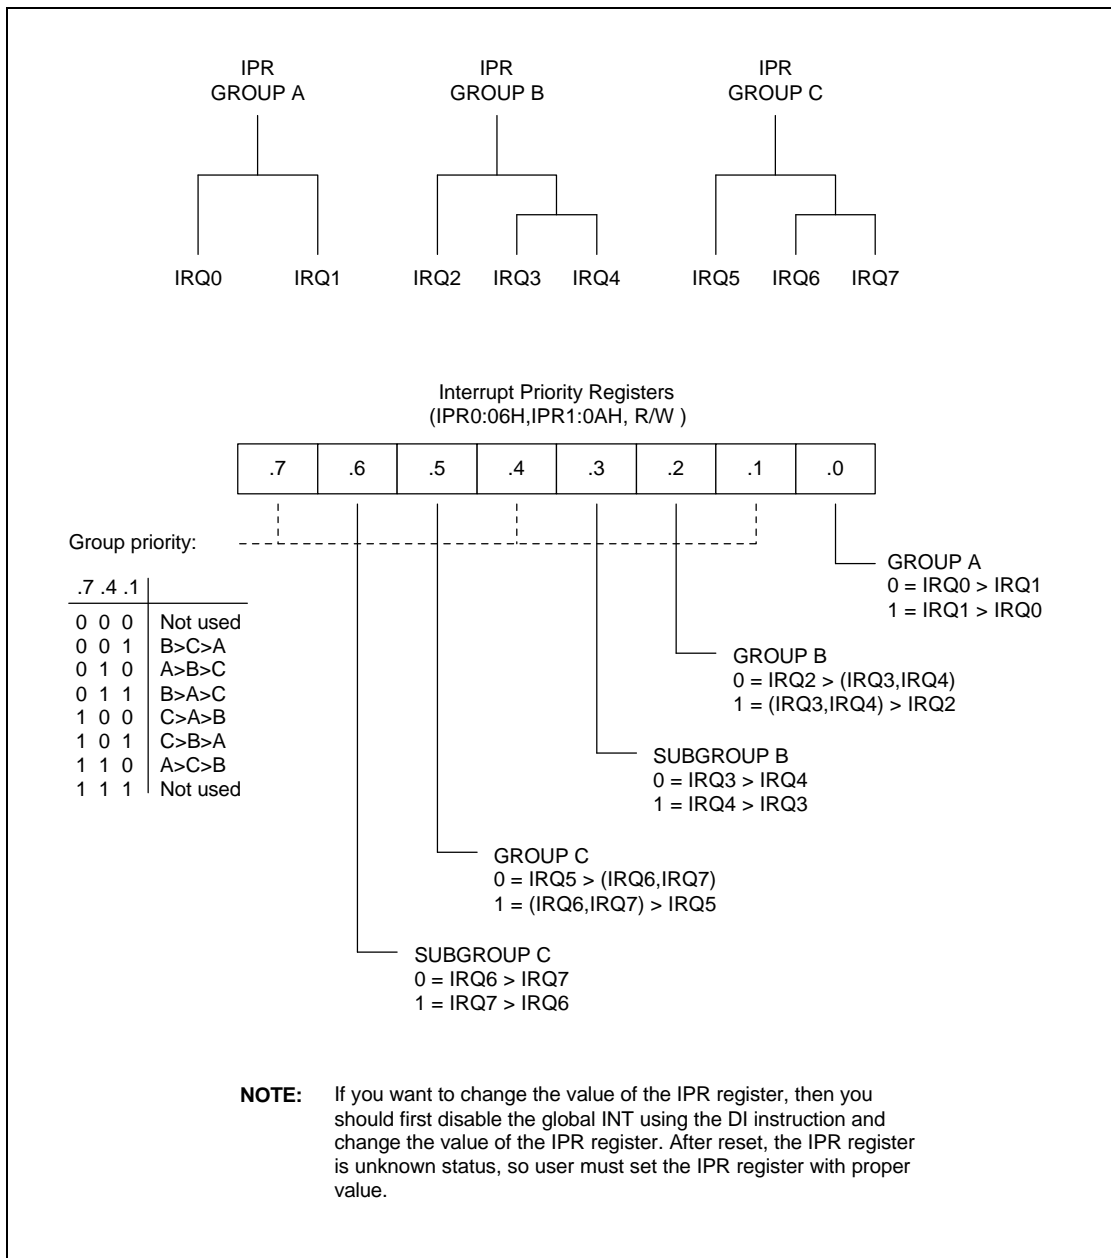 IPR
GROUP A
IPR
GROUP B
IPR
GROUP C
IRQ0
IRQ1
IRQ2
IRQ3
IRQ4
IRQ5
IRQ6
IRQ7
Interrupt Priority Registers
(IPR0:06H,IPR1:0AH, R/W )
.7 .6 .5 .4 .3 .2 .1 .0
Group priority:
.7 .4 .1
0 0 0 Not used
0 0 1 B>C>A
0 1 0 A>B>C
0 1 1 B>A>C
1 0 0 C>A>B
1 0 1 C>B>A
1 1 0 A>C>B
1 1 1 Not used
GROUP A
0 = IRQ0 > IRQ1
1 = IRQ1 > IRQ0
GROUP B
0 = IRQ2 > (IRQ3,IRQ4)
1 = (IRQ3,IRQ4) > IRQ2
SUBGROUP B
0 = IRQ3 > IRQ4
1 = IRQ4 > IRQ3
GROUP C
0 = IRQ5 > (IRQ6,IRQ7)
1 = (IRQ6,IRQ7) > IRQ5
SUBGROUP C
0 = IRQ6 > IRQ7
1 = IRQ7 > IRQ6
NOTE: If you want to change the value of the IPR register, then you
should first disable the global INT using the DI instruction and
change the value of the IPR register. After reset, the IPR register
is unknown status, so user must set the IPR register with proper
value.